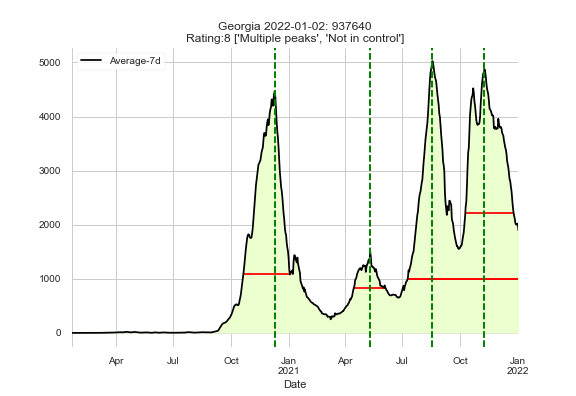 Georgia 2022-01-02: 937640
Rating:8 ['Multiple peaks', 'Not in control']
Average-7d
5000
4000
3000
2000
1000
0
Apr Jul Oct Jan Apr Jul Oct Jan
2021 2022
Date